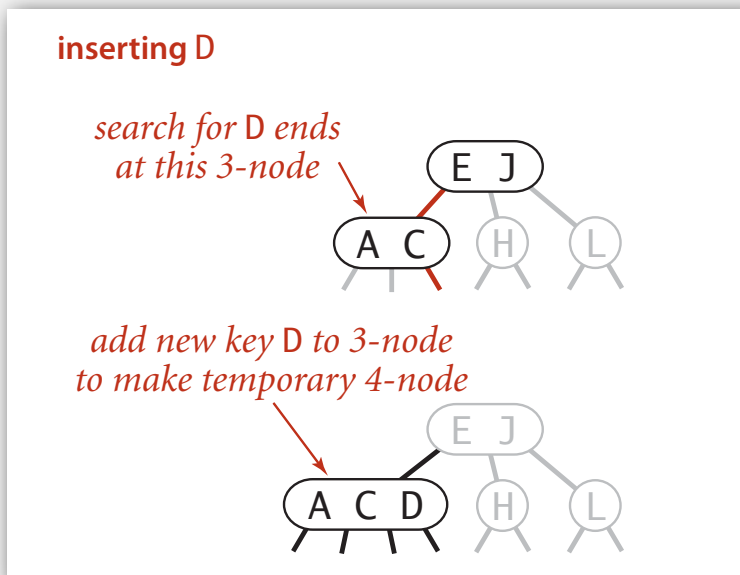 inserting D
search for D ends
at this 3-node
E J
A C
H
L
add new key D to 3-node
to make temporary 4-node
E J
A C D
H
L